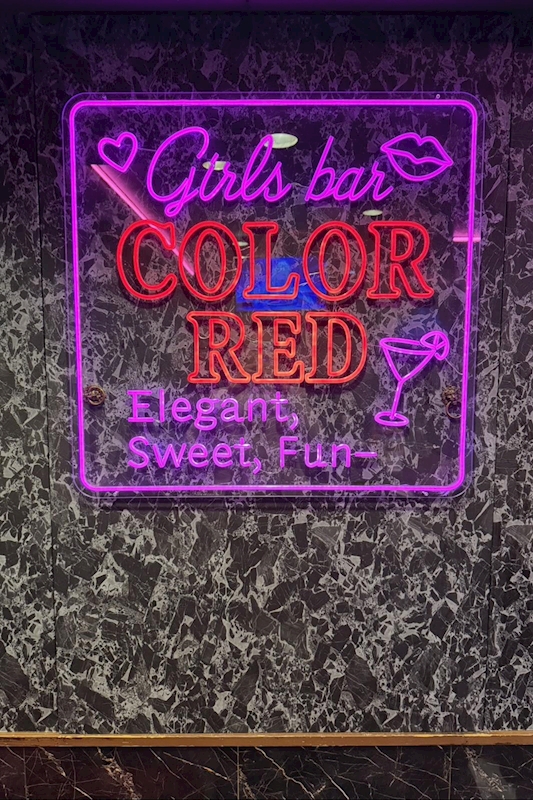 Girls bar
COLOR
RED
Elegant,
Sweet, Fun~